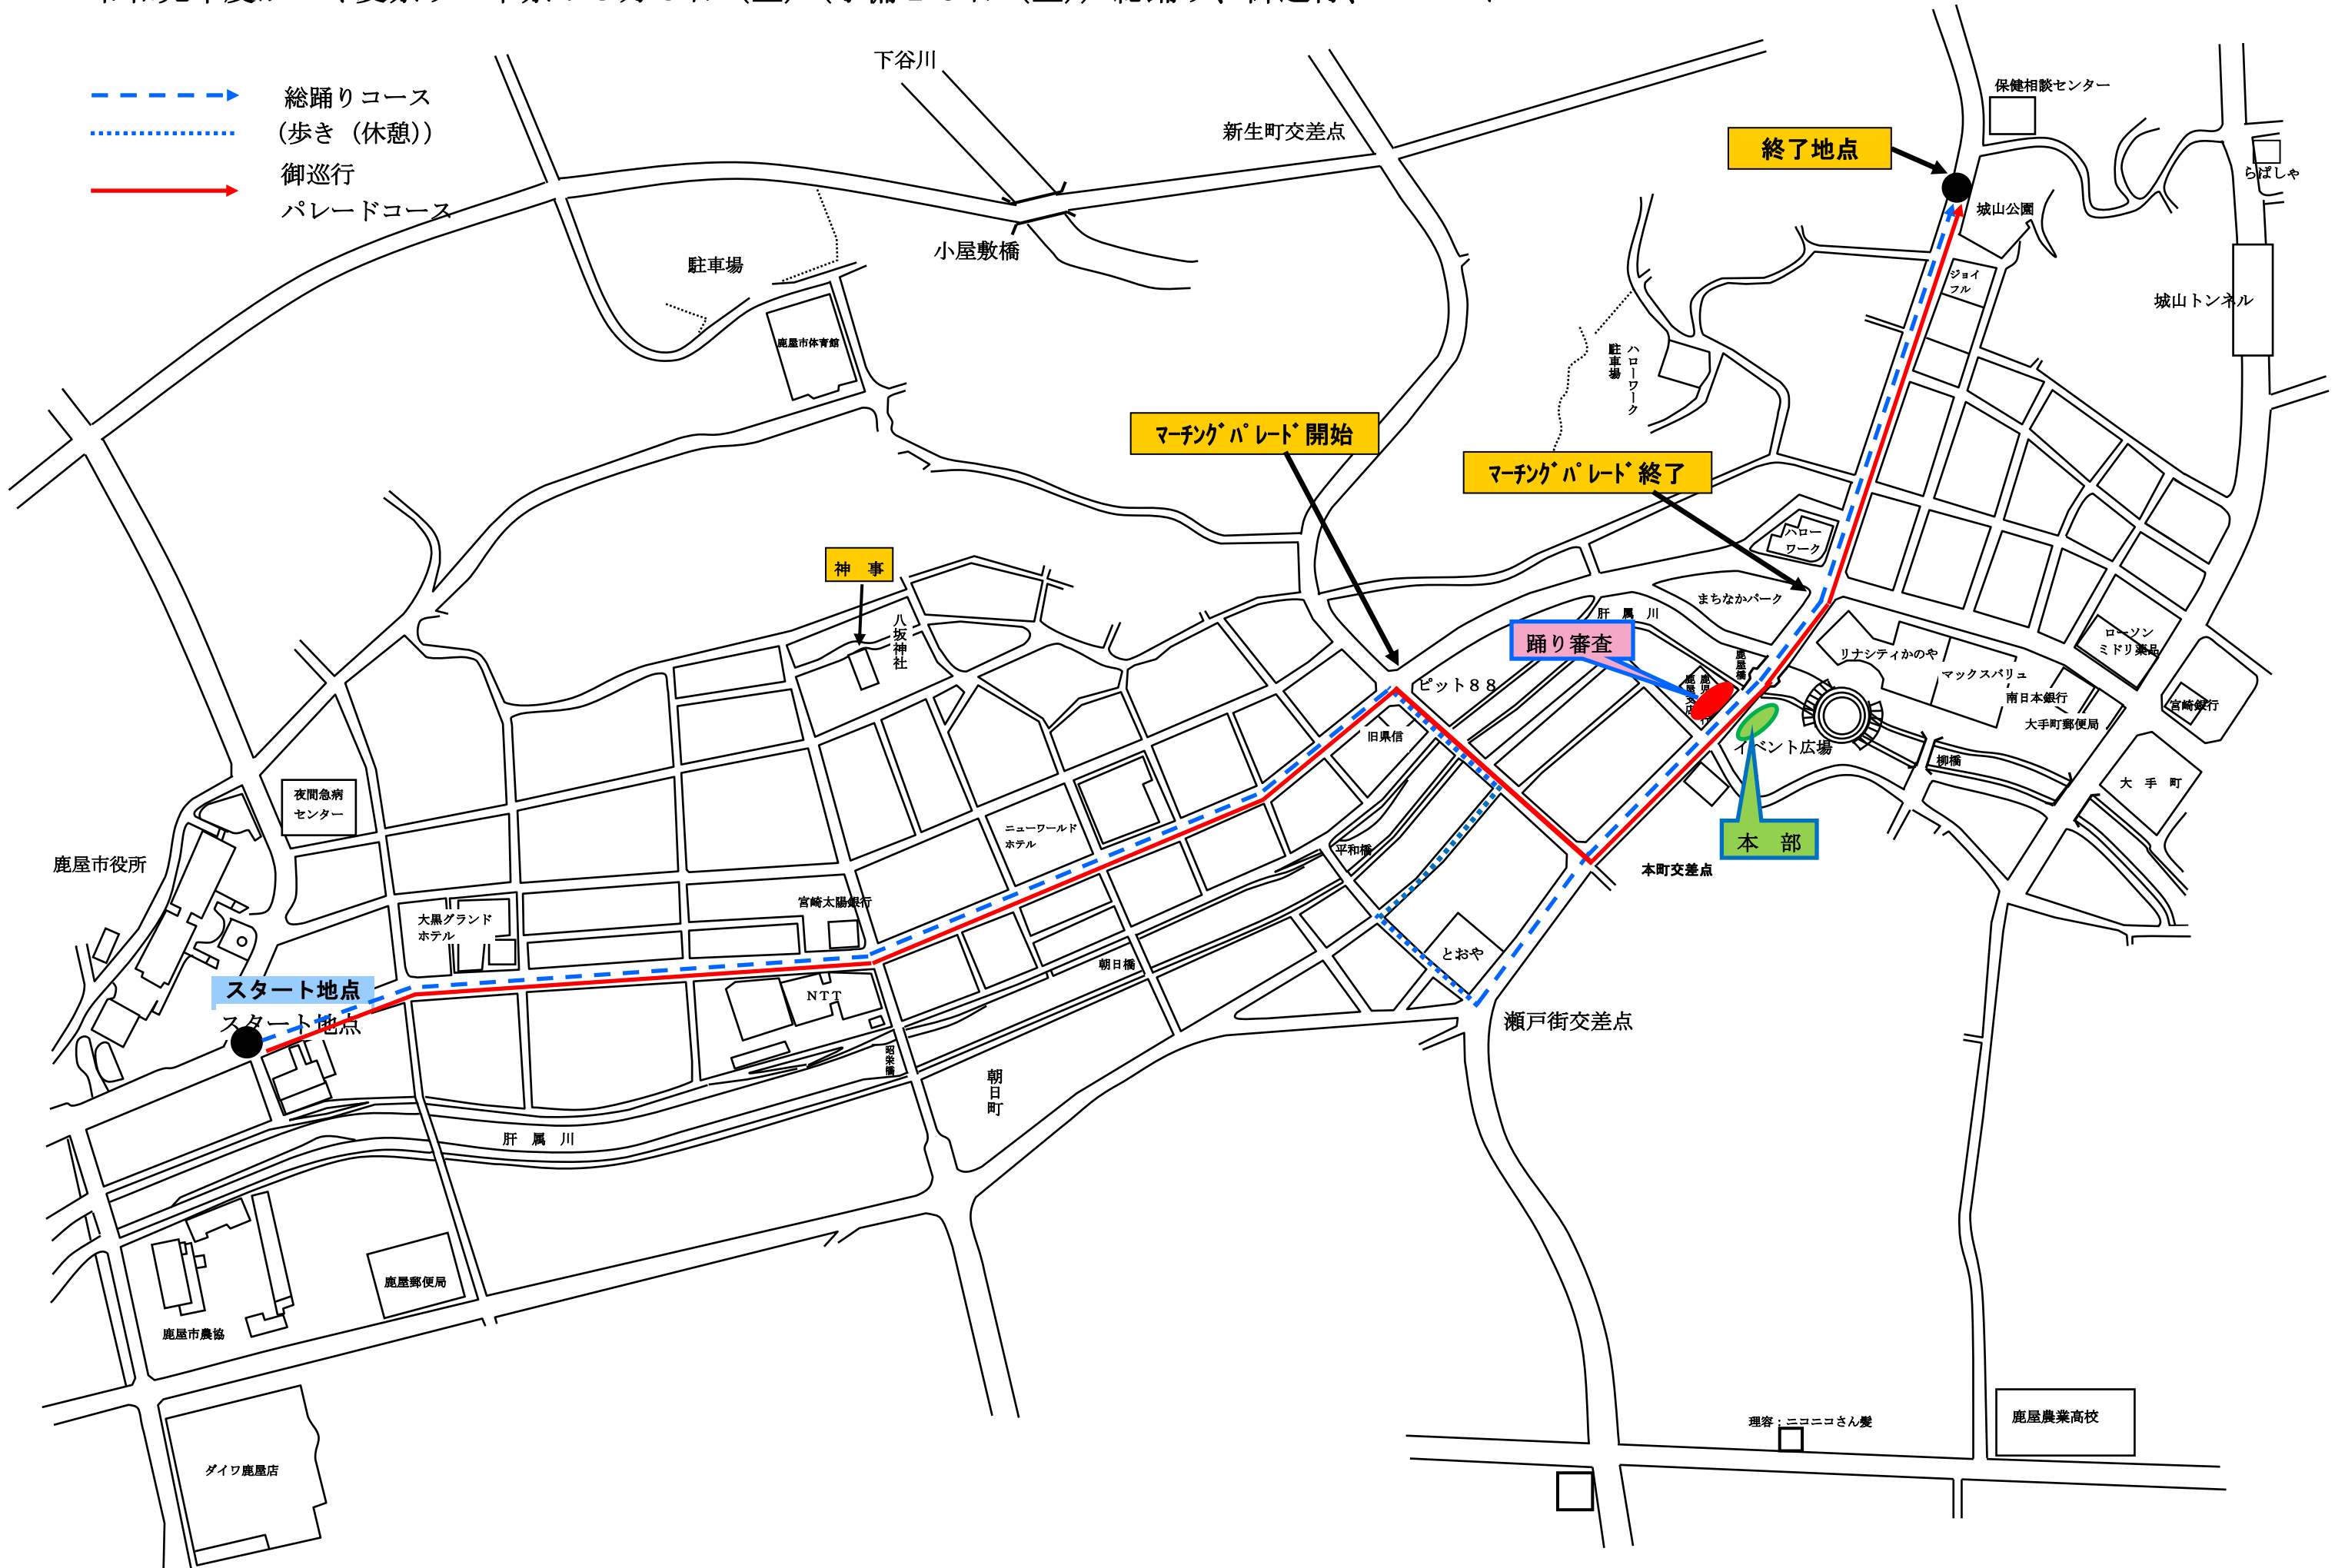 下谷川
総踊りコース
(歩き（休憩）)
御巡行
パレードコース
新生町交差点
保健相談センター
終了地点
らぱしゃ
城山公園
小屋敷橋
駐車場
ジョイ
フル
城山トンネル
鹿屋市体育館
ハローワーク
駐車場
ﾏｰﾁﾝｸﾞﾊﾟﾚｰﾄﾞ開始
ﾏｰﾁﾝｸﾞﾊﾟﾚｰﾄﾞ終了
ハロー
ワーク
神　事
八坂神社
まちなかパーク
肝　属　川
踊り審査
鹿屋橋
リナシティかのや
ローソン
ミドリ薬品
マックスバリュ
南日本銀行
宮崎銀行
大手町郵便局
ピット８８
旧県信
イベント広場
柳橋
大　手　町
夜間急病
センター
ニューワールド
ホテル
平和橋
本　部
本町交差点
鹿屋市役所
大黒グランド
ホテル
宮崎太陽銀行
とおや
朝日橋
スタート地点
スタート地点
ＮＴＴ
瀬戸街交差点
昭栄橋
朝日町
肝　属　川
鹿屋郵便局
鹿屋市農協
理容：ニコニコさん髪
鹿屋農業高校
ダイワ鹿屋店